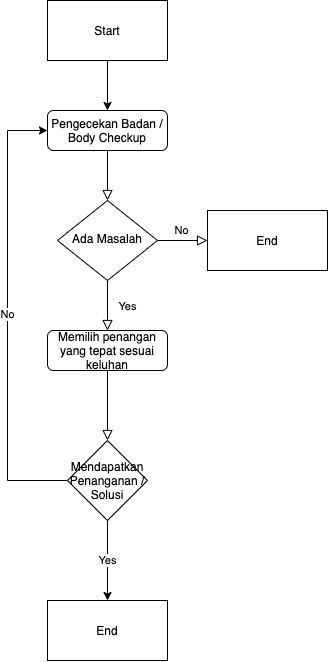 Start
Pengecekan Badan /
Body Checkup
Ada Masalah
No
End
Yes
Memilih penangan
yang tepat sesuai
keluhan
No
Mendapatkan
Penanganan /
Solusi
Yes
End